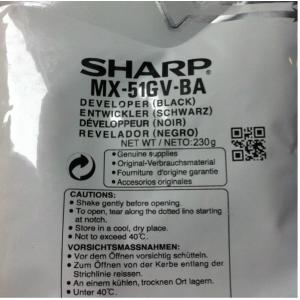 SHARP
MX-51GV-BA
DEVELOPER (BLACK)
ENTWICKLER (SCHWARZ)
DÉVELOPPEUR (NOIR)
REVELADOR (NEGRO)
NET WT / NETO:230g
• Genuine supplies
• Original-Verbrauchsmaterial
• Fourniture d'origine garantie
• Accesorios originales
CAUTIONS:
• Shake gently before opening.
• To open, tear along the dotted line starting
at notch.
• Store in a cool, dry place.
• Not to exceed 40℃.
VORSICHTSMASSNAHMEN:
• Vor dem Öffnen vorsichtig schütteln.
• Zum Öffnen von der Kerbe entlang der
Strichlinie reissen.
• An einem kühlen, trocknen Ort lagern.
• Unter 40℃.